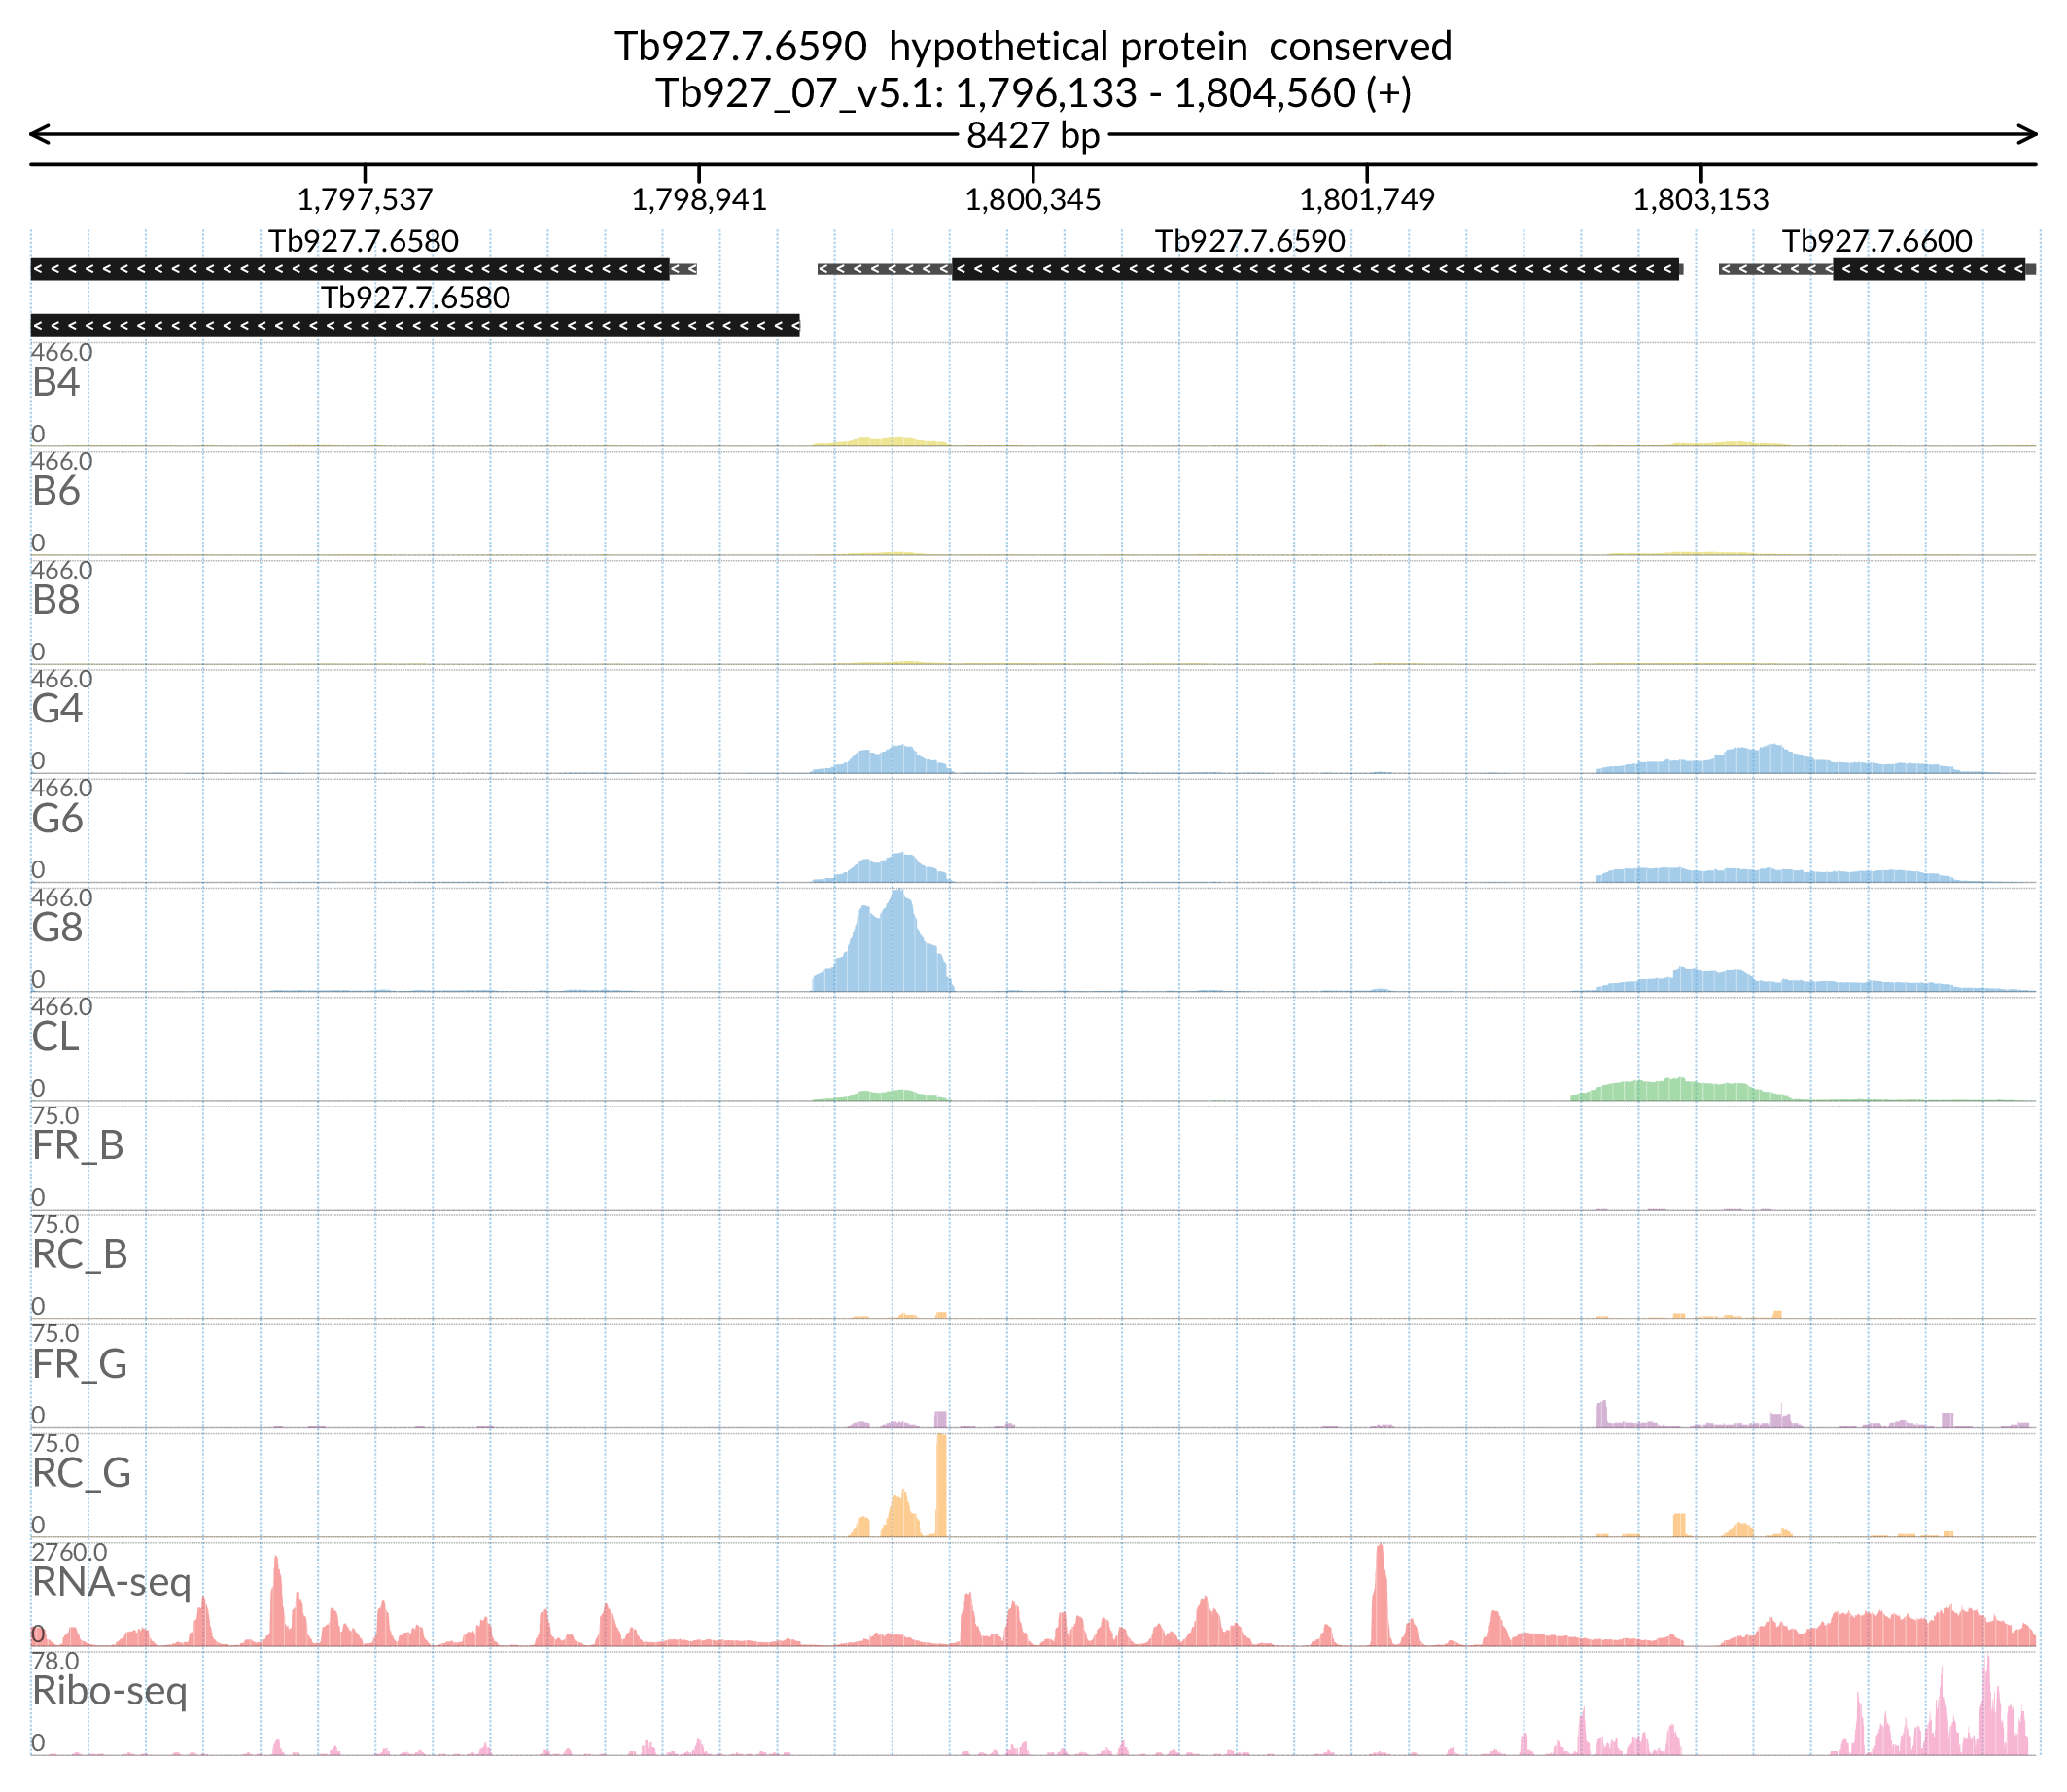 Tb927.7.6590 hypothetical protein conserved
Tb927_07_v5.1: 1,796,133 - 1,804,560 (+)
8427 bp
1,797,537 1,798,941 1,800,345 1,801,749 1,803,153
Tb927.7.6580 Tb927.7.6590 Tb927.7.6600
Tb927.7.6580
466.0
B4
0
466.0
B6
0
466.0
B8
0
466.0
G4
0
466.0
G6
0
466.0
G8
0
466.0
CL
0
75.0
FR_B
0
75.0
RC_B
0
75.0
FR_G
0
75.0
RC_G
0
2760.0
RNA-seq
0
78.0
Ribo-seq
0